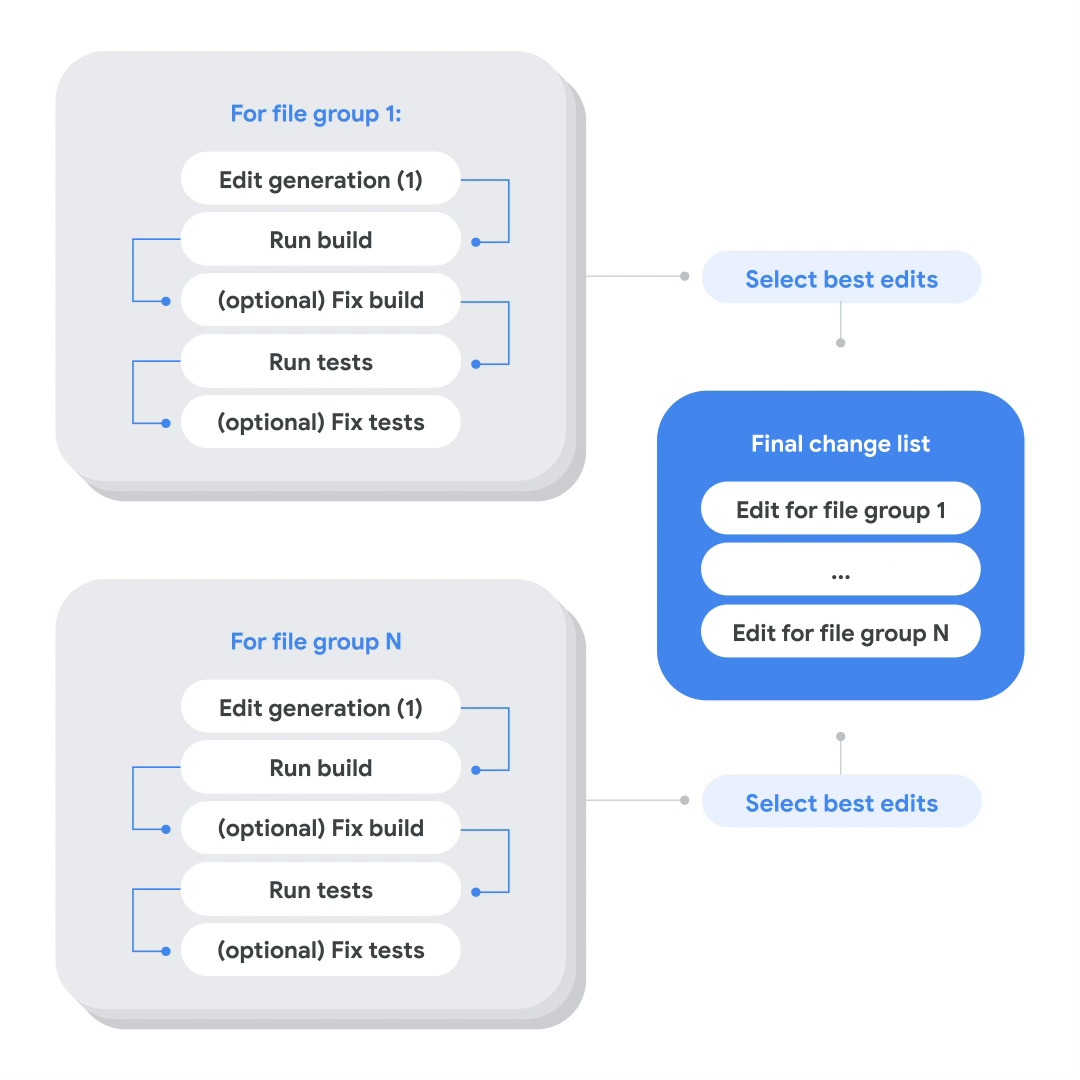 For file group 1:
Edit generation (1)
Run build
(optional) Fix build
Run tests
(optional) Fix tests
Select best edits
Final change list
Edit for file group 1
...
Edit for file group N
For file group N
Edit generation (1)
Run build
(optional) Fix build
Run tests
(optional) Fix tests
Select best edits